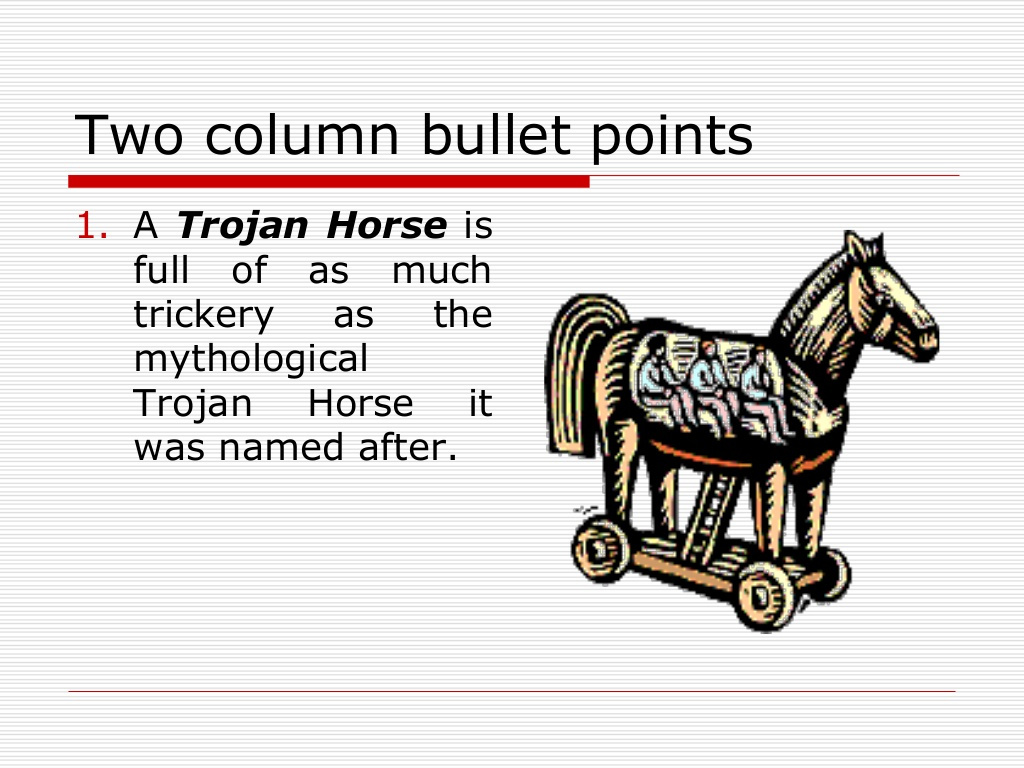 Two column bullet points
1. A Trojan Horse is
full of as much
trickery as the
mythological
Trojan Horse it
was named after.